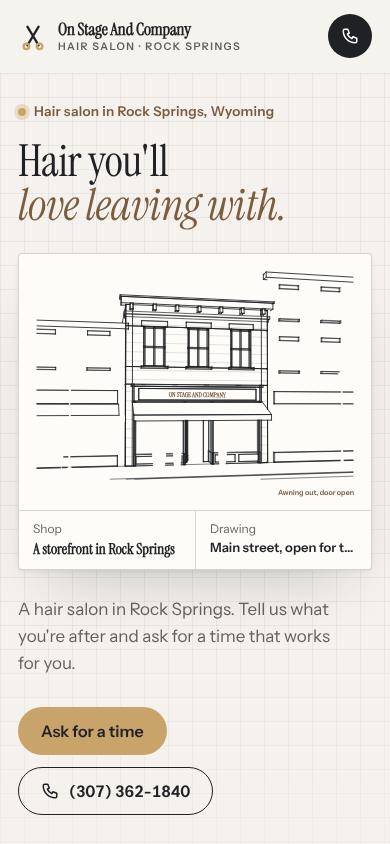 On Stage And Company
HAIR SALON · ROCK SPRINGS
Hair salon in Rock Springs, Wyoming
Hair you'll
love leaving with.
ON STAGE AND COMPANY
Awning out, door open
Shop
A storefront in Rock Springs
Drawing
Main street, open for t...
A hair salon in Rock Springs. Tell us what
you're after and ask for a time that works
for you.
Ask for a time
(307) 362-1840